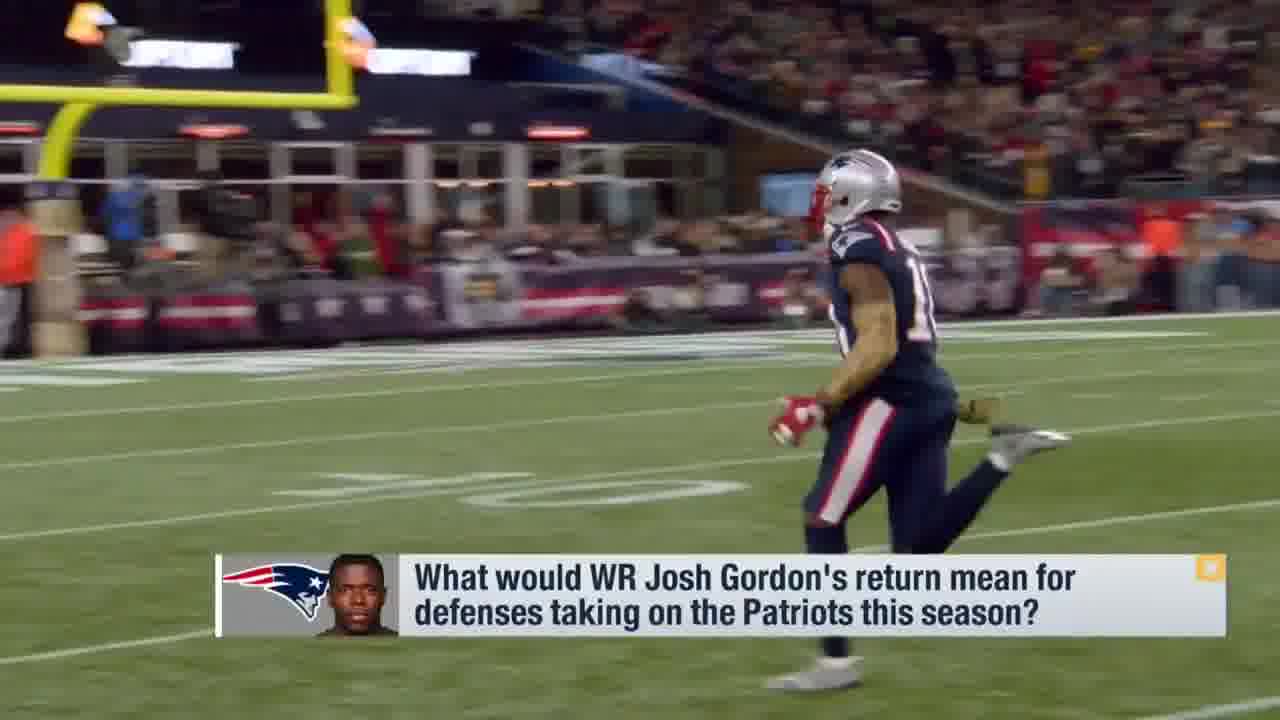 What would WR Josh Gordon's return mean for
defenses taking on the Patriots this season?